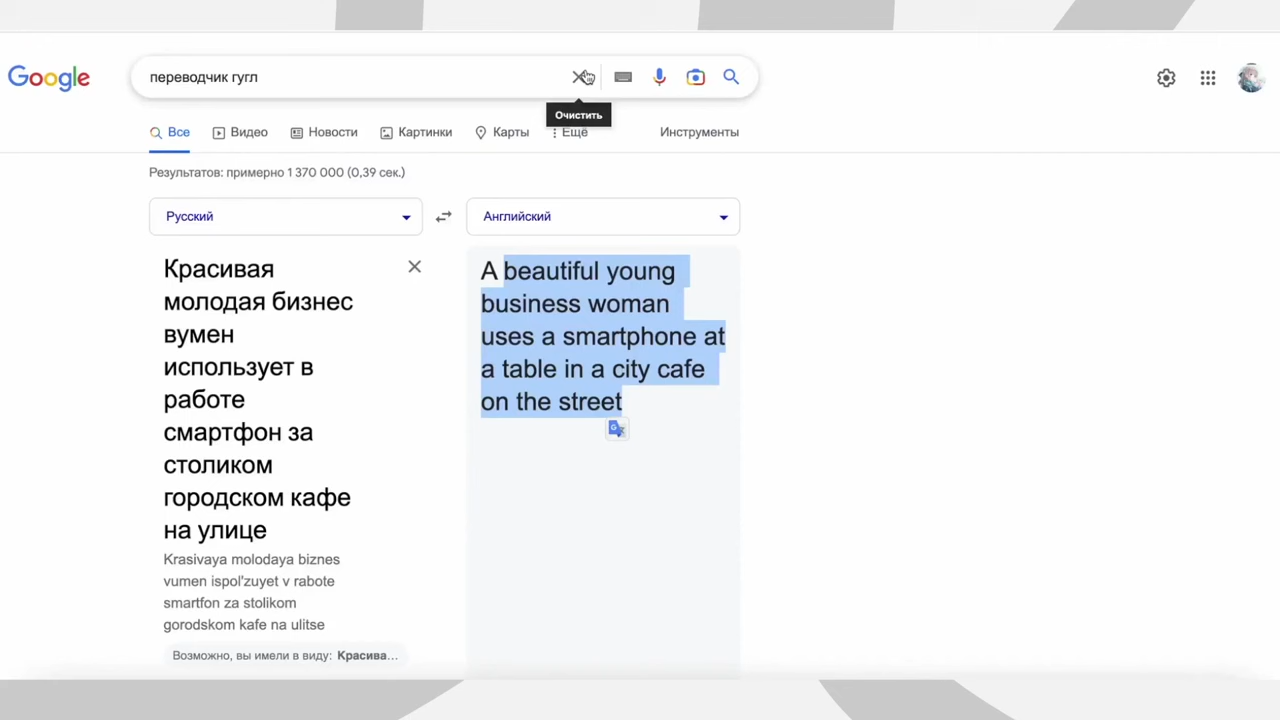 Google
переводчик гугл
Очистить
Все
Видео
Новости
Картинки
Карты
Ещё
Инструменты
Результатов: примерно 1 370 000 (0,39 сек.)
Русский
Английский
Красивая
молодая бизнес
вумен
использует в
работе
смартфон за
столиком
городском кафе
на улице
Krasivaya molodaya biznes
vumen ispol'zuyet v rabote
smartfon za stolikom
gorodskom kafe na ulitse
Возможно, вы имели в виду: Красива...
A beautiful young
business woman
uses a smartphone at
a table in a city cafe
on the street